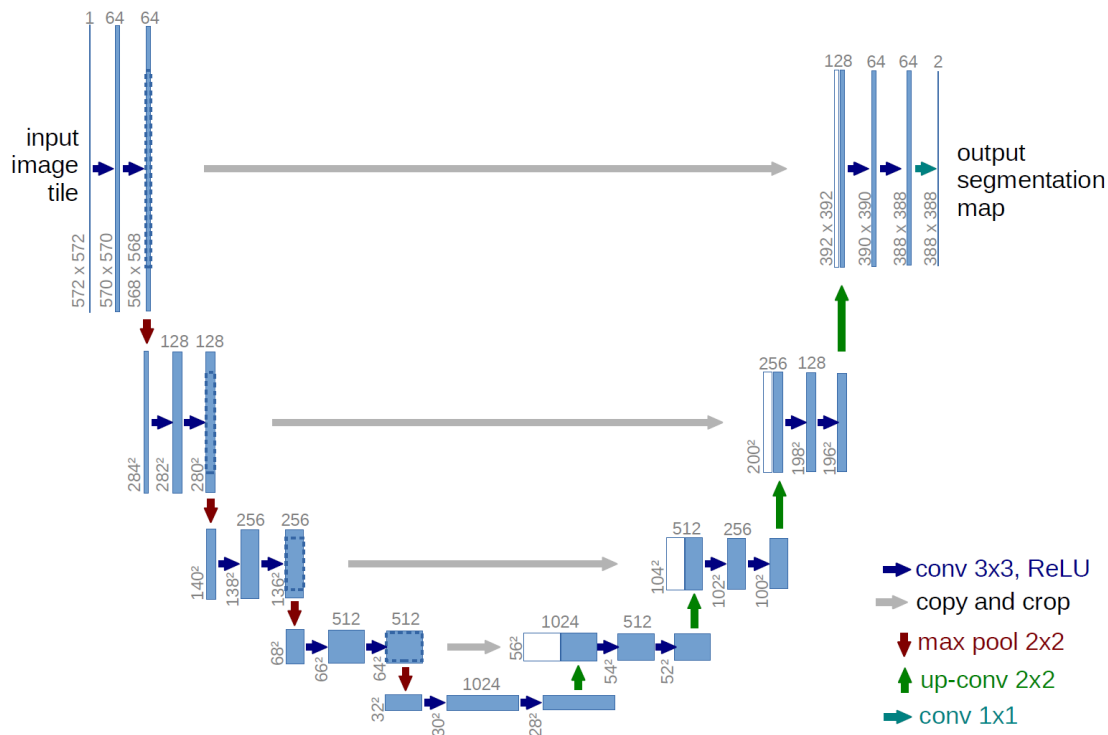 1 64 64
input
image
tile
572 x 572
570 x 570
568 x 568
128 64 64 2
output
segmentation
map
392 x 392
390 x 390
388 x 388
388 x 388
128 128
284²
282²
280²
256 128
200²
198²
196²
256 256
140²
138²
136²
512 256
104²
102²
100²
512 512
68²
66²
64²
1024 512
56²
54²
52²
1024
32²
30²
28²
conv 3x3, ReLU
copy and crop
max pool 2x2
up-conv 2x2
conv 1x1